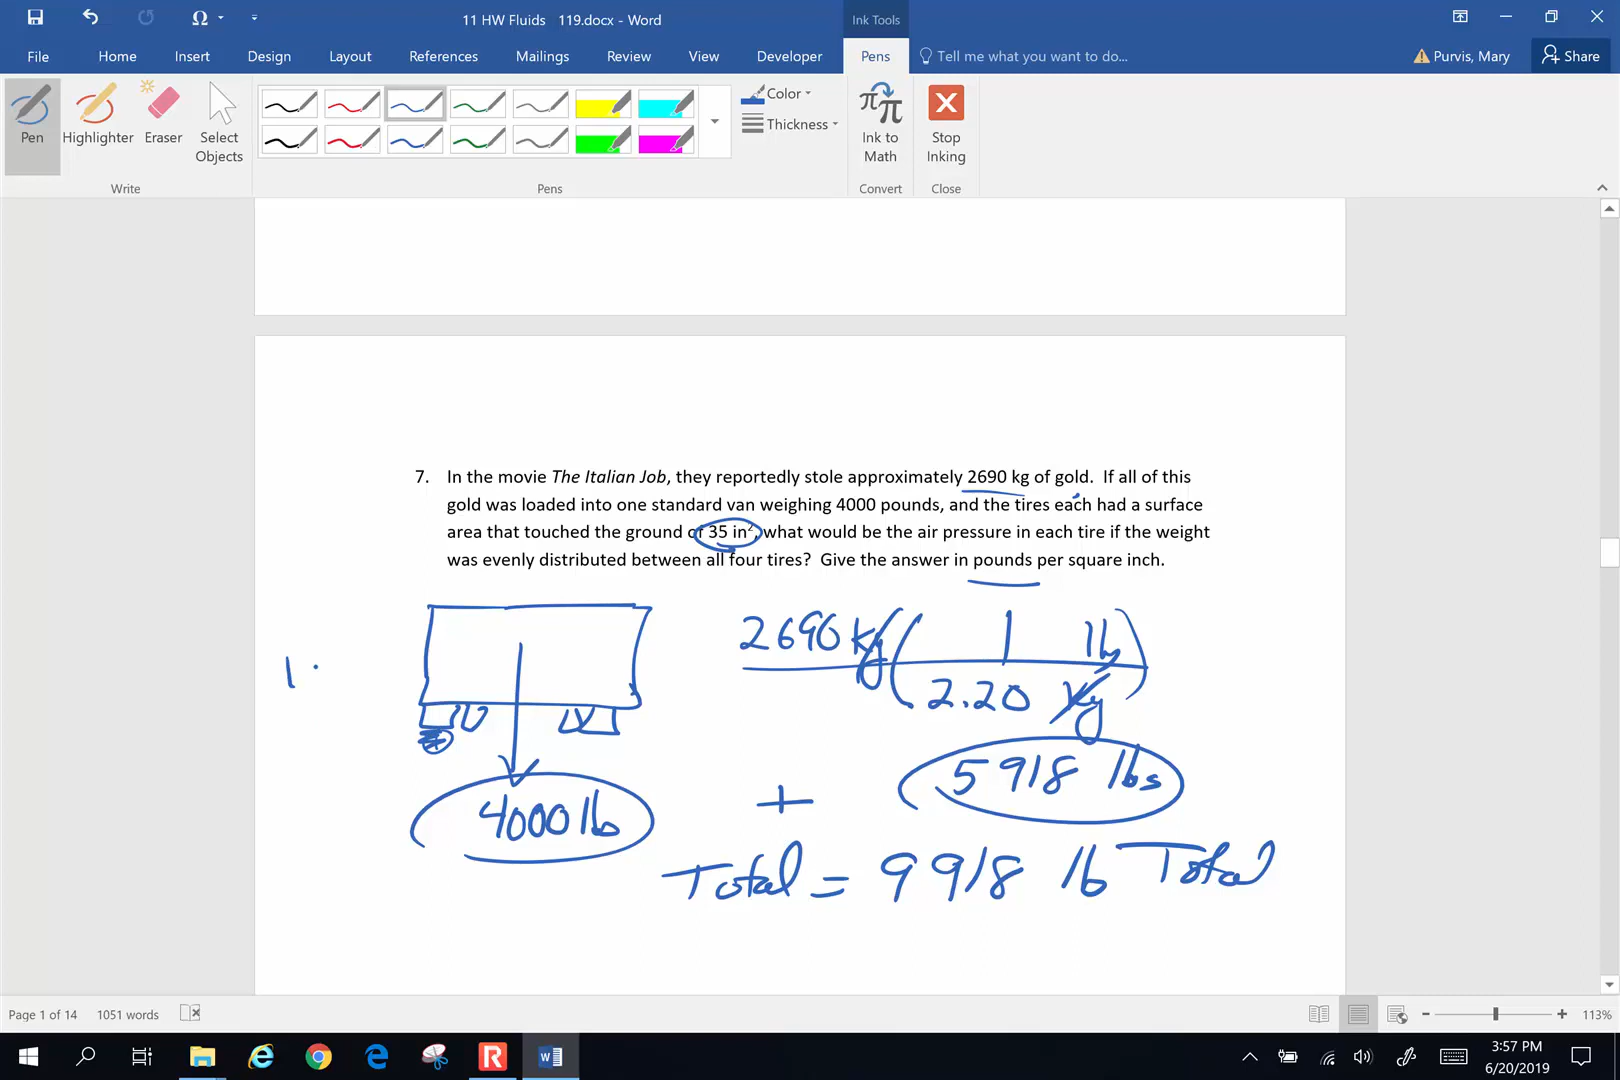 11 HW Fluids 119.docx - Word
Ink Tools
File Home Insert Design Layout References Mailings Review View Developer Pens Tell me what you want to do... Purvis, Mary Share
Pen Highlighter Eraser Select Objects
Color
Thickness
Ink to Math
Stop Inking
Write Pens Convert Close
7. In the movie The Italian Job, they reportedly stole approximately 2690 kg of gold. If all of this
gold was loaded into one standard van weighing 4000 pounds, and the tires each had a surface
area that touched the ground of 35 in², what would be the air pressure in each tire if the weight
was evenly distributed between all four tires? Give the answer in pounds per square inch.
2690 kg ( 1 lb )
2.20 kg
5918 lbs
4000 lb +
Total = 9918 lb Total
Page 1 of 14 1051 words 113%
3:57 PM
6/20/2019